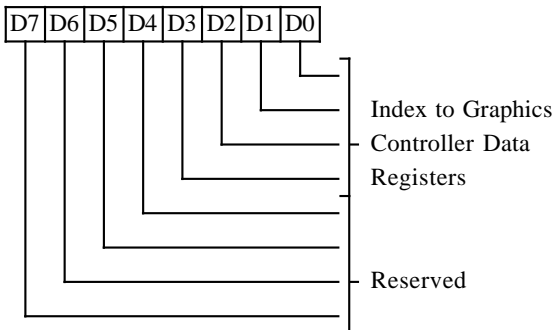 D7 D6 D5 D4 D3 D2 D1 D0
Index to Graphics
Controller Data
Registers
Reserved